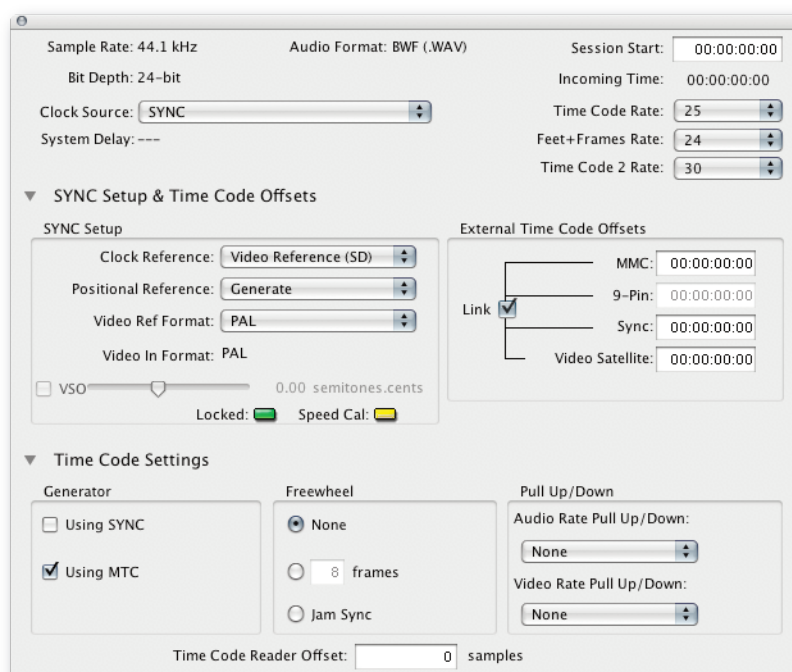 Sample Rate: 44.1 kHz Audio Format: BWF (.WAV) Session Start: 00:00:00:00
Bit Depth: 24-bit Incoming Time: 00:00:00:00
Clock Source: SYNC Time Code Rate: 25
System Delay: --- Feet+Frames Rate: 24
Time Code 2 Rate: 30
SYNC Setup & Time Code Offsets
SYNC Setup
Clock Reference: Video Reference (SD)
Positional Reference: Generate
Video Ref Format: PAL
Video In Format: PAL
VSO 0.00 semitones.cents
Locked: Speed Cal:
External Time Code Offsets
Link
MMC: 00:00:00:00
9-Pin: 00:00:00:00
Sync: 00:00:00:00
Video Satellite: 00:00:00:00
Time Code Settings
Generator
Using SYNC
Using MTC
Freewheel
None
8 frames
Jam Sync
Pull Up/Down
Audio Rate Pull Up/Down:
None
Video Rate Pull Up/Down:
None
Time Code Reader Offset: 0 samples